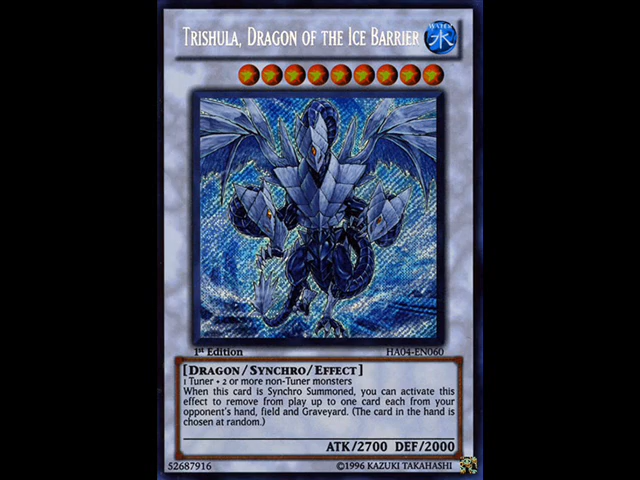 Trishula, Dragon of the Ice Barrier
WATER
水
1st Edition
HA04-EN060
[Dragon/Synchro/Effect]
1 Tuner + 2 or more non-Tuner monsters
When this card is Synchro Summoned, you can activate this
effect to remove from play up to one card each from your
opponent's hand, field and Graveyard. (The card in the hand is
chosen at random.)
ATK/2700 DEF/2000
52687916
©1996 KAZUKI TAKAHASHI